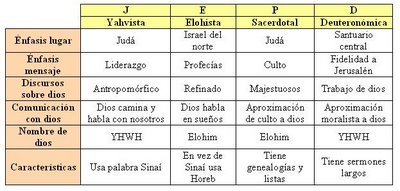 J E P D
Yahvista Elohista Sacerdotal Deuteronómica
Énfasis lugar Judá Israel del norte Judá Santuario central
Énfasis mensaje Liderazgo Profecías Culto Fidelidad a Jerusalén
Discursos sobre dios Antropomórfico Refinado Majestuosos Trabajo de dios
Comunicación con dios Dios camina y habla con nosotros Dios habla en sueños Aproximación de culto a dios Aproximación moralista a dios
Nombre de dios YHWH Elohim Elohim YHWH
Características Usa palabra Sinaí En vez de Sinaí usa Horeb Tiene genealogías y listas Tiene sermones largos